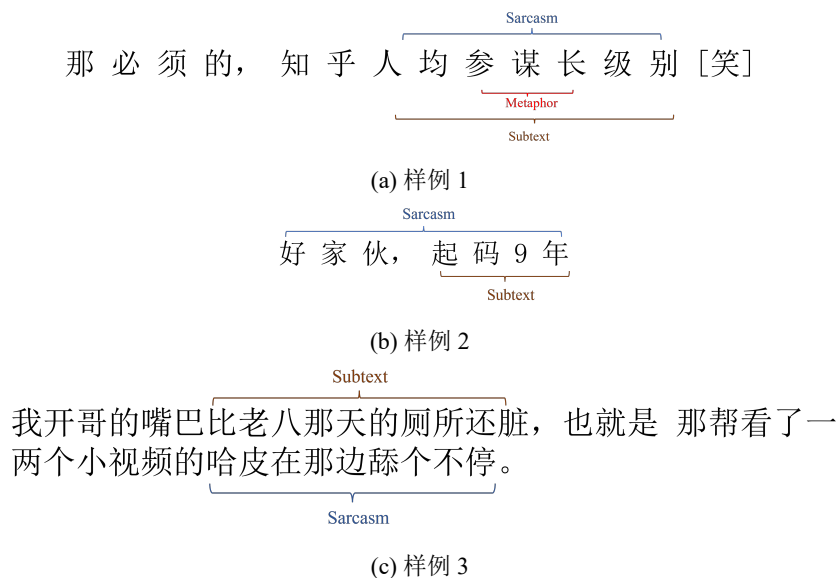 Sarcasm
那 必 须 的， 知 乎 人 均 参 谋 长 级 别 [笑]
Metaphor
Subtext
(a) 样例 1
Sarcasm
好 家 伙， 起 码 9 年
Subtext
(b) 样例 2
Subtext
我开哥的嘴巴比老八那天的厕所还脏，也就是 那帮看了一
两个小视频的哈皮在那边舔个不停。
Sarcasm
(c) 样例 3